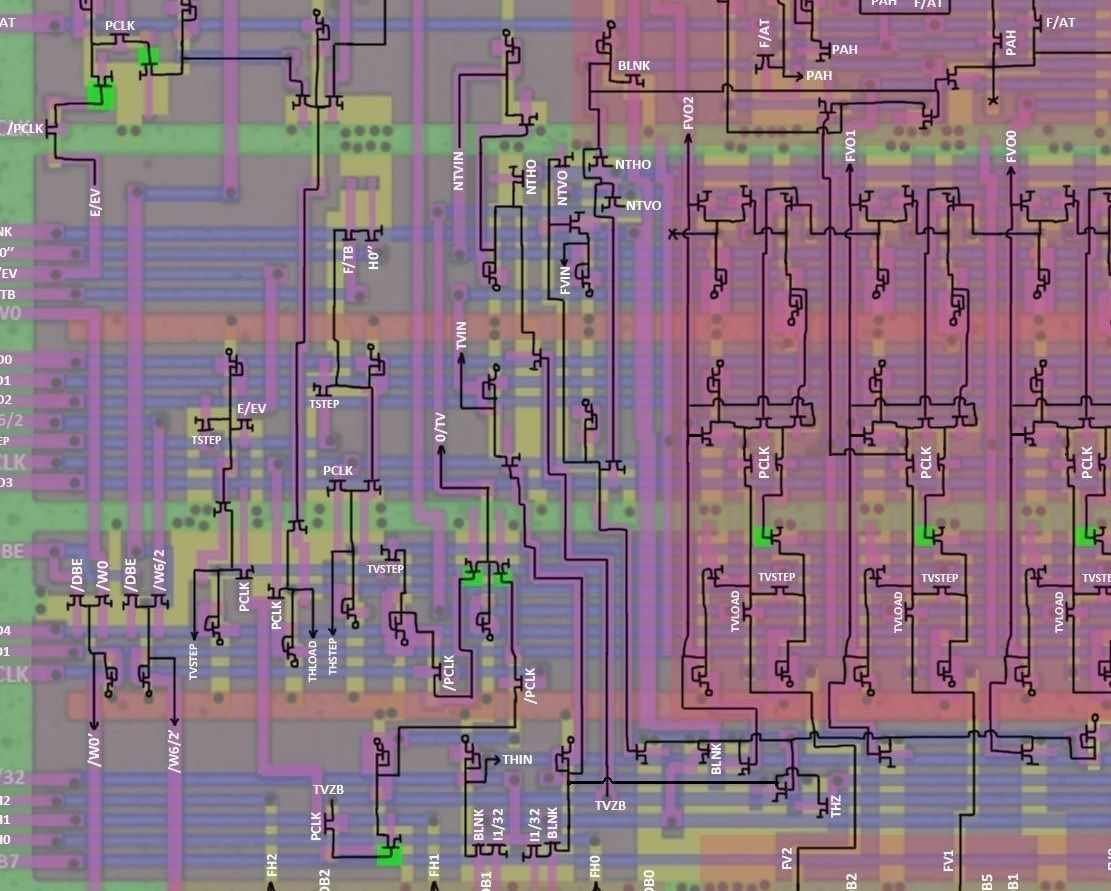 PAH F/AT
/AT
PCLK
F/AT
F/AT
PAH
PAH
BLNK
PAH
/PCLK
FVO2
FVO1
FVO0
E/EV
NTVIN
NTHO
NTVO
NTHO
NTVO
NK
0"
/EV
TB
V0
F/TB
H0"
FVIN
TVIN
D0
D1
D2
6/2
EP
CLK
D3
TSTEP
E/EV
TSTEP
0/TV
PCLK
PCLK
PCLK
PCLK
DBE
/DBE
/W0
/DBE
/W6/2
PCLK
PCLK
TVSTEP
TVSTEP
TVSTEP
TVSTE
TVLOAD
TVLOAD
TVLOAD
D4
D1
CLK
TVSTEP
THLOAD
THSTEP
/PCLK
/PCLK
/W0'
/W6/2'
THIN
BLNK
/32
H2
H1
H0
B7
TVZB
PCLK
BLNK
I1/32
I1/32
BLNK
TVZB
THZ
FH2
DB2
FH1
DB1
FH0
DB0
FV2
B2
FV1
B5
B1